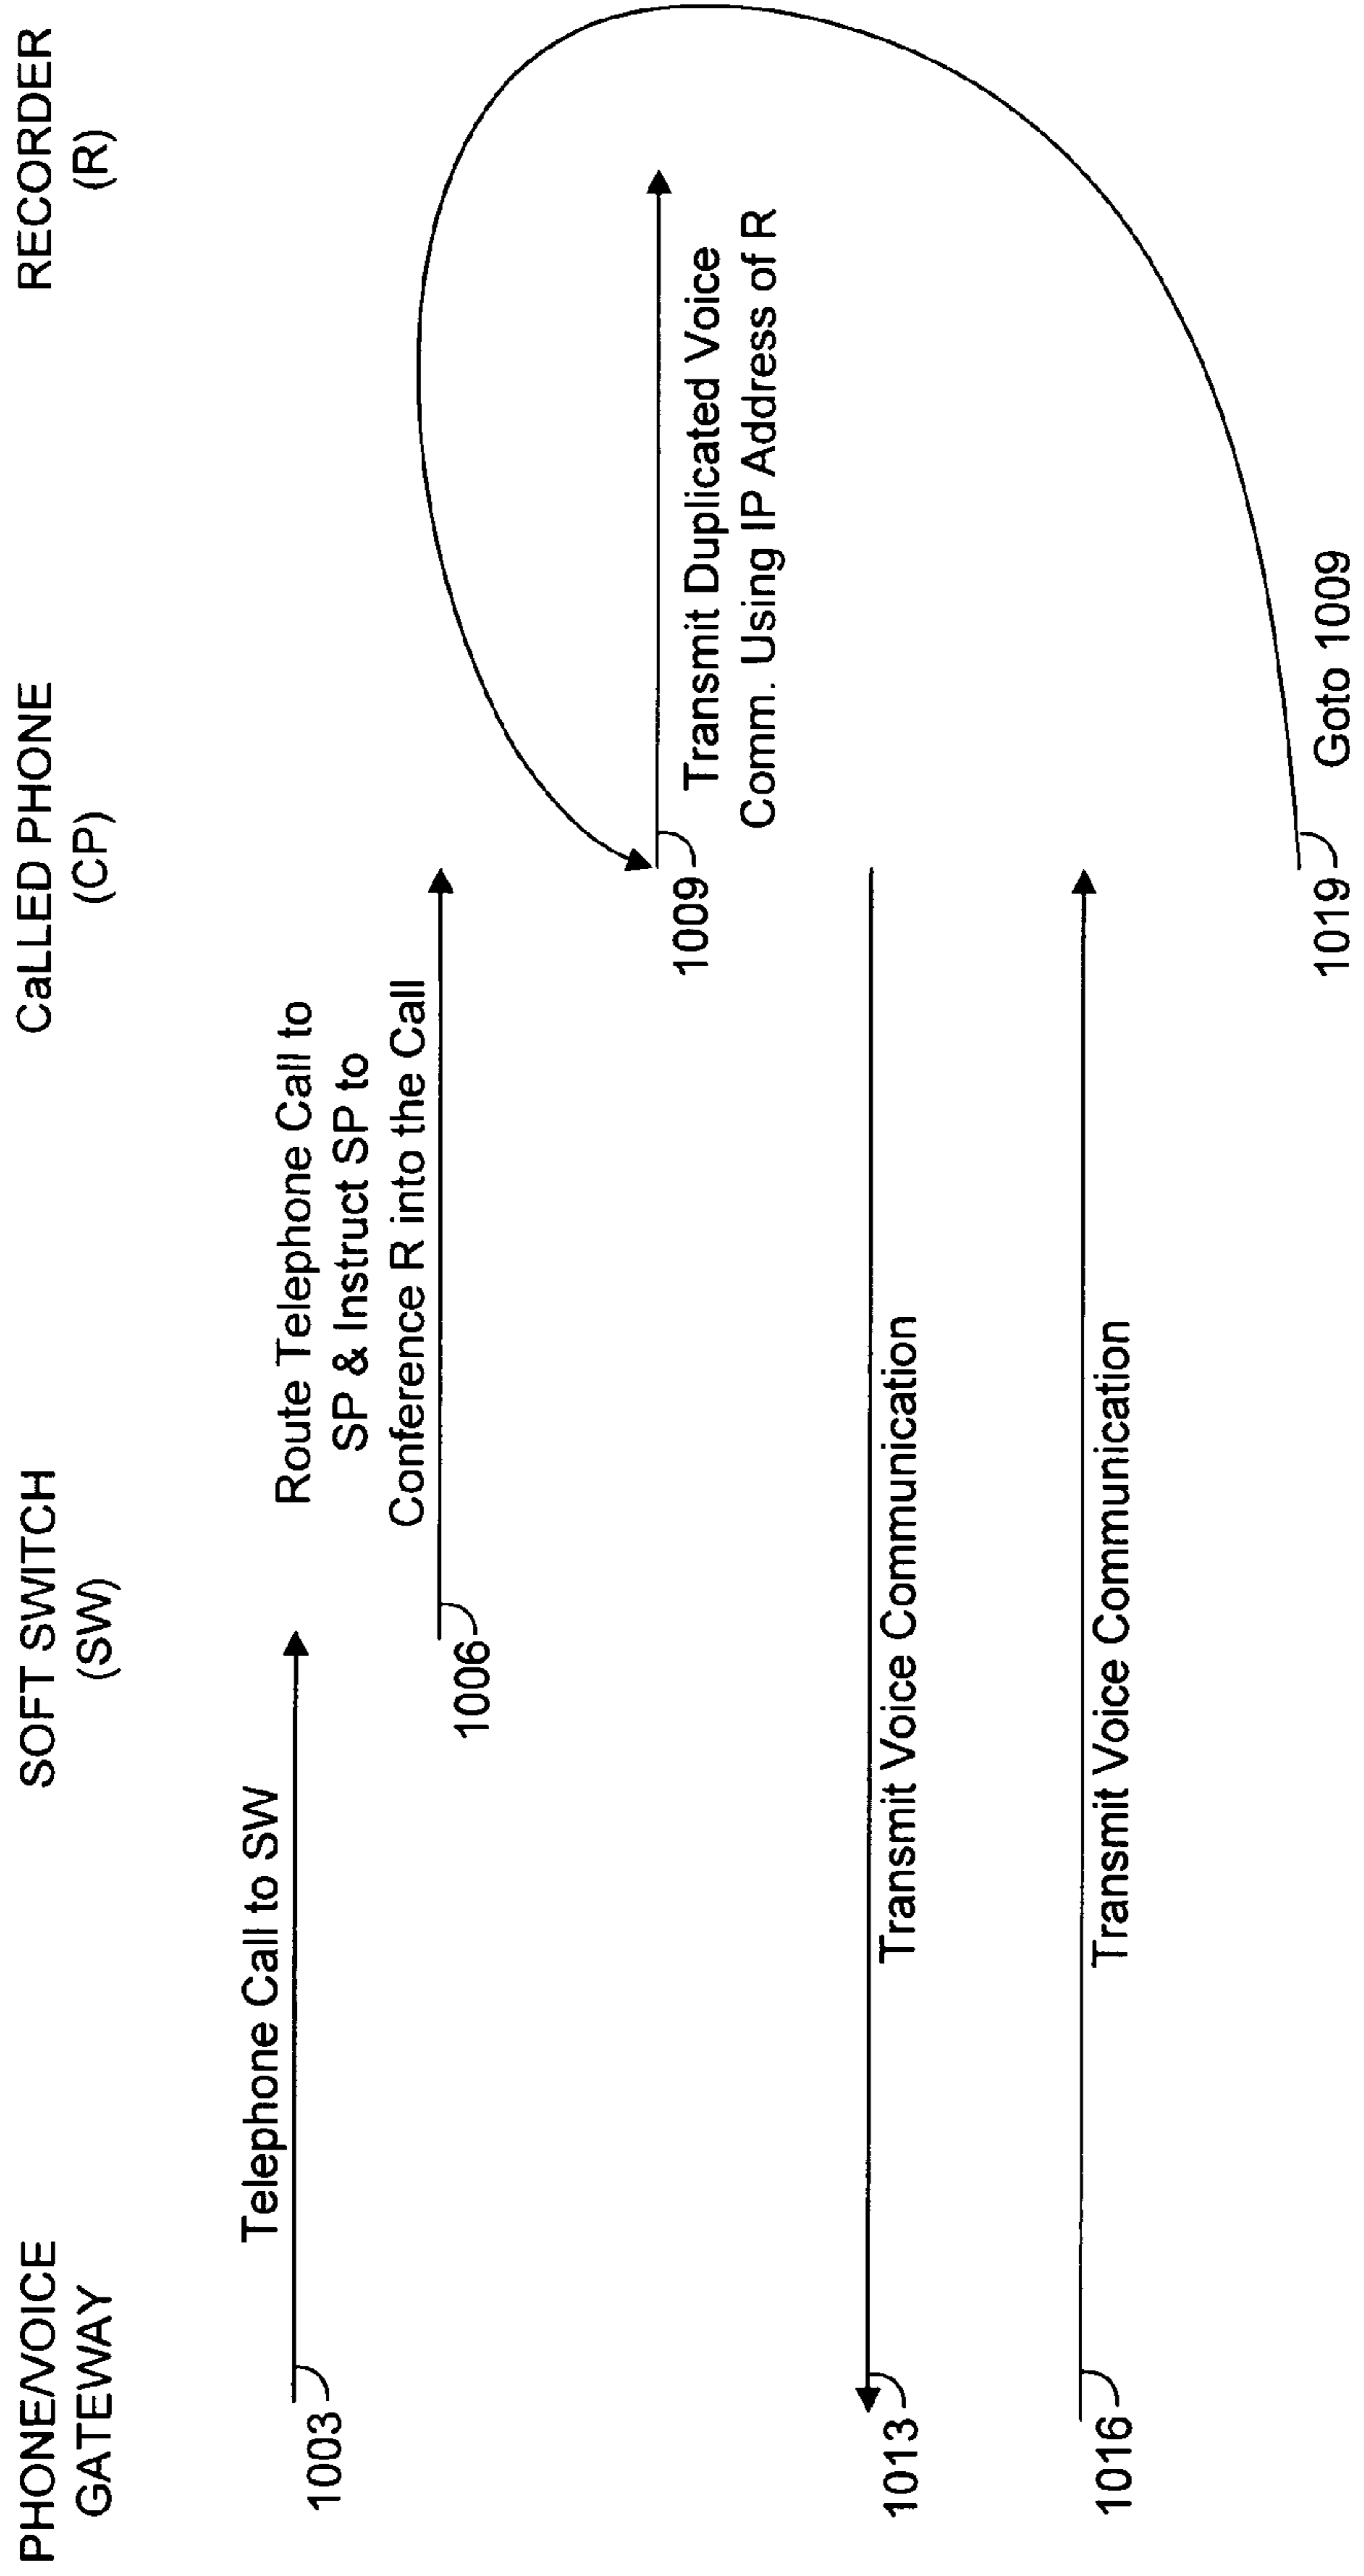 PHONE/VOICE
GATEWAY
SOFT SWITCH
(SW)
CaLLED PHONE
(CP)
RECORDER
(R)
Telephone Call to SW
1003
Route Telephone Call to
SP & Instruct SP to
Conference R into the Call
1006
1009
Transmit Duplicated Voice
Comm. Using IP Address of R
Transmit Voice Communication
1013
Transmit Voice Communication
1016
1019
Goto 1009